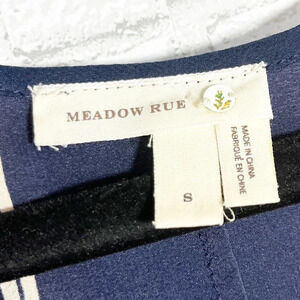 MEADOW RUE
S
MADE IN CHINA
FABRIQUÉ EN CHINE